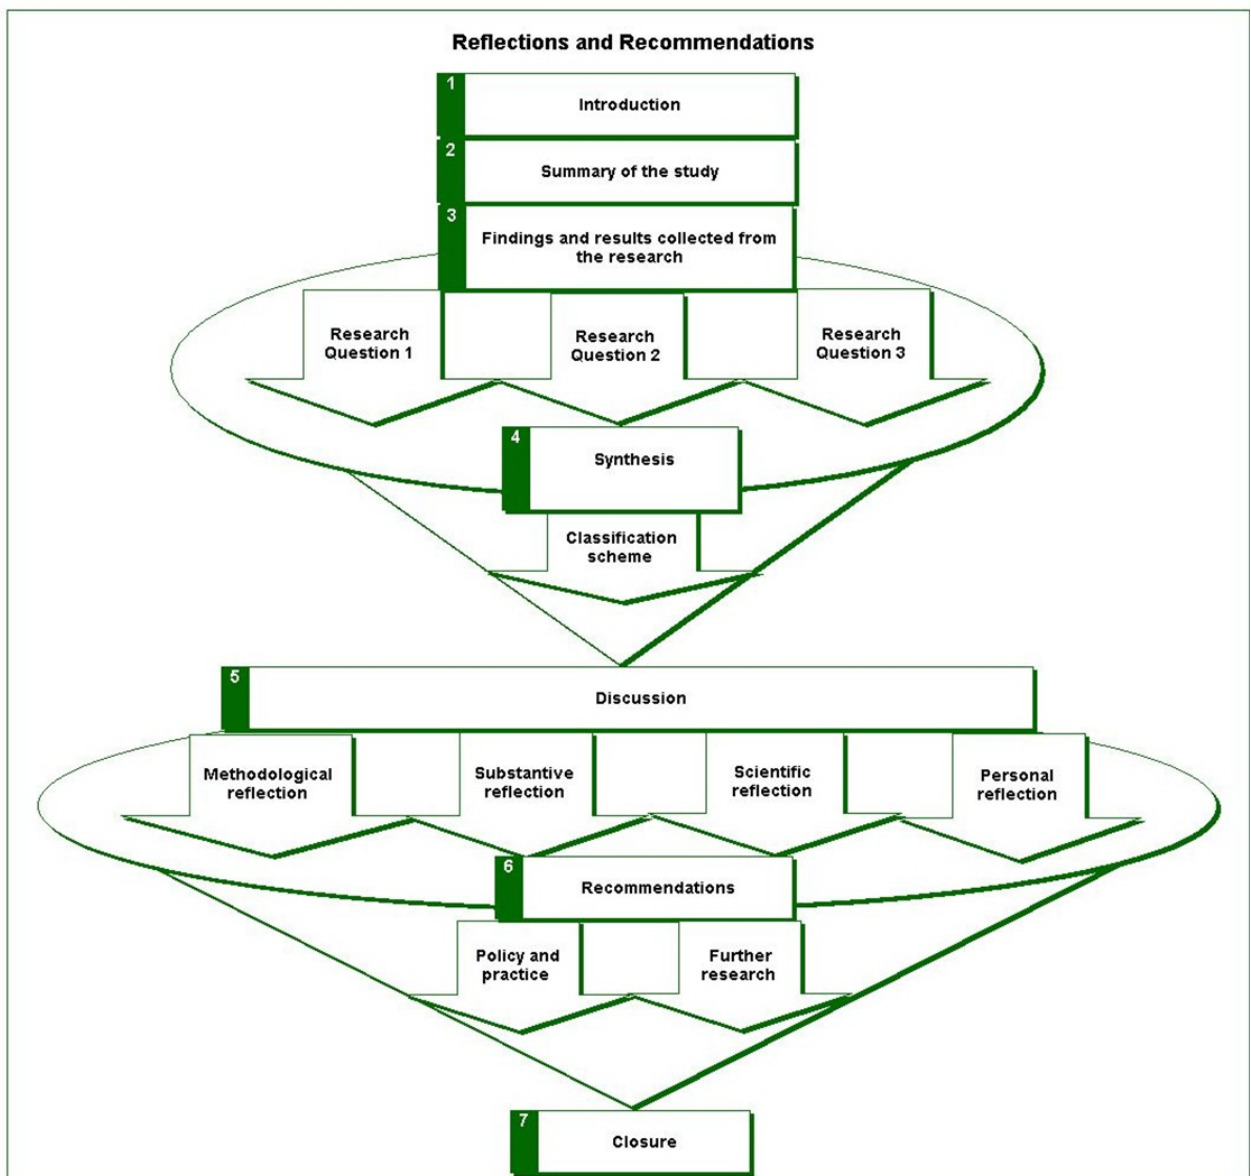 Reflections and Recommendations
1
Introduction
2
Summary of the study
3
Findings and results collected from
the research
Research
Question 1
Research
Question 2
Research
Question 3
4
Synthesis
Classification
scheme
5
Discussion
Methodological
reflection
Substantive
reflection
Scientific
reflection
Personal
reflection
6
Recommendations
Policy and
practice
Further
research
7
Closure